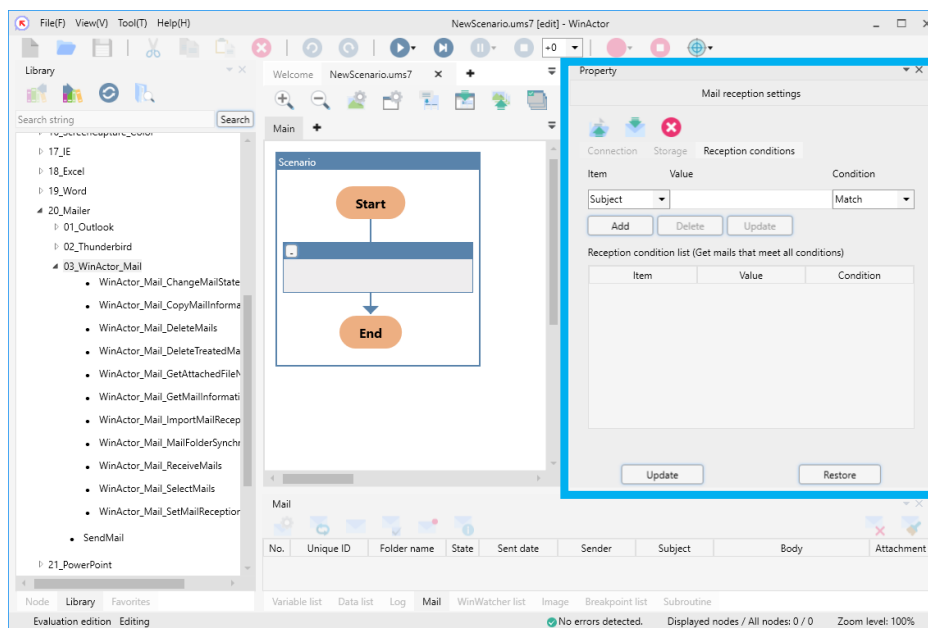 File(F) View(V) Tool(T) Help(H) NewScenario.ums7 [edit] - WinActor
+0
Library
Search string Search
17_IE
18_Excel
19_Word
20_Mailer
01_Outlook
02_Thunderbird
03_WinActor_Mail
WinActor_Mail_ChangeMailState
WinActor_Mail_CopyMailInforma
WinActor_Mail_DeleteMails
WinActor_Mail_DeleteTreatedMa
WinActor_Mail_GetAttachedFileN
WinActor_Mail_GetMailInformati
WinActor_Mail_ImportMailRecep
WinActor_Mail_MailFolderSynchr
WinActor_Mail_ReceiveMails
WinActor_Mail_SelectMails
WinActor_Mail_SetMailReception
SendMail
21_PowerPoint
Node Library Favorites
Welcome NewScenario.ums7
Main
Scenario
Start
End
Property
Mail reception settings
Connection Storage Reception conditions
Item Value Condition
Subject Match
Add Delete Update
Reception condition list (Get mails that meet all conditions)
Item Value Condition
Update Restore
Mail
No. Unique ID Folder name State Sent date Sender Subject Body Attachment
Variable list Data list Log Mail WinWatcher list Image Breakpoint list Subroutine
Evaluation edition Editing No errors detected. Displayed nodes / All nodes: 0 / 0 Zoom level: 100%